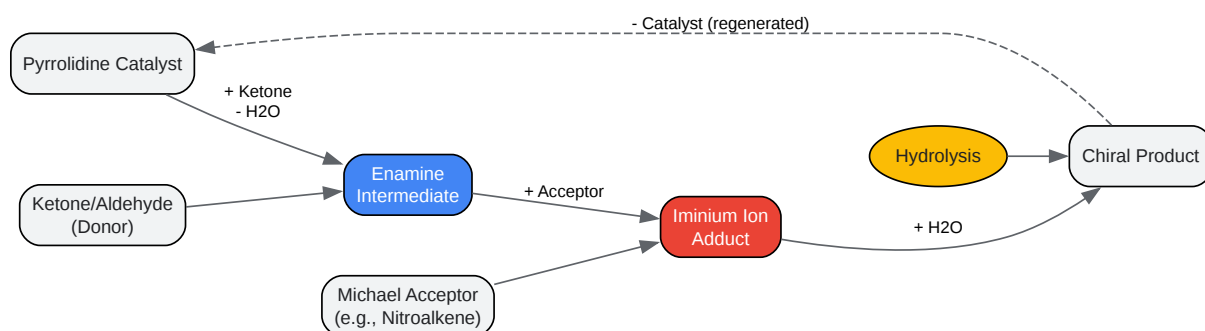 - Catalyst (regenerated)
Pyrrolidine Catalyst
+ Ketone
- H2O
Ketone/Aldehyde
(Donor)
Enamine
Intermediate
+ Acceptor
Michael Acceptor
(e.g., Nitroalkene)
Iminium Ion
Adduct
+ H2O
Hydrolysis
Chiral Product